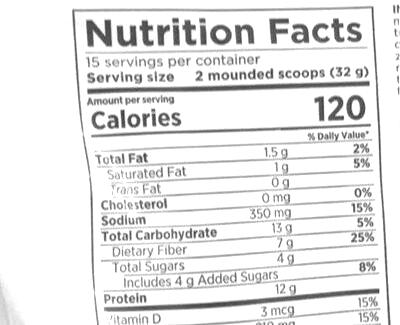 Nutrition Facts
15 servings per container
Serving size 2 mounded scoops (32 g)
Amount per serving
Calories 120
% Daily Value*
Total Fat 1.5 g 2%
Saturated Fat 1 g 5%
Trans Fat 0 g
Cholesterol 0 mg 0%
Sodium 350 mg 15%
Total Carbohydrate 13 g 5%
Dietary Fiber 7 g 25%
Total Sugars 4 g
Includes 4 g Added Sugars 8%
Protein 12 g
Vitamin D 3 mcg 15%
15%